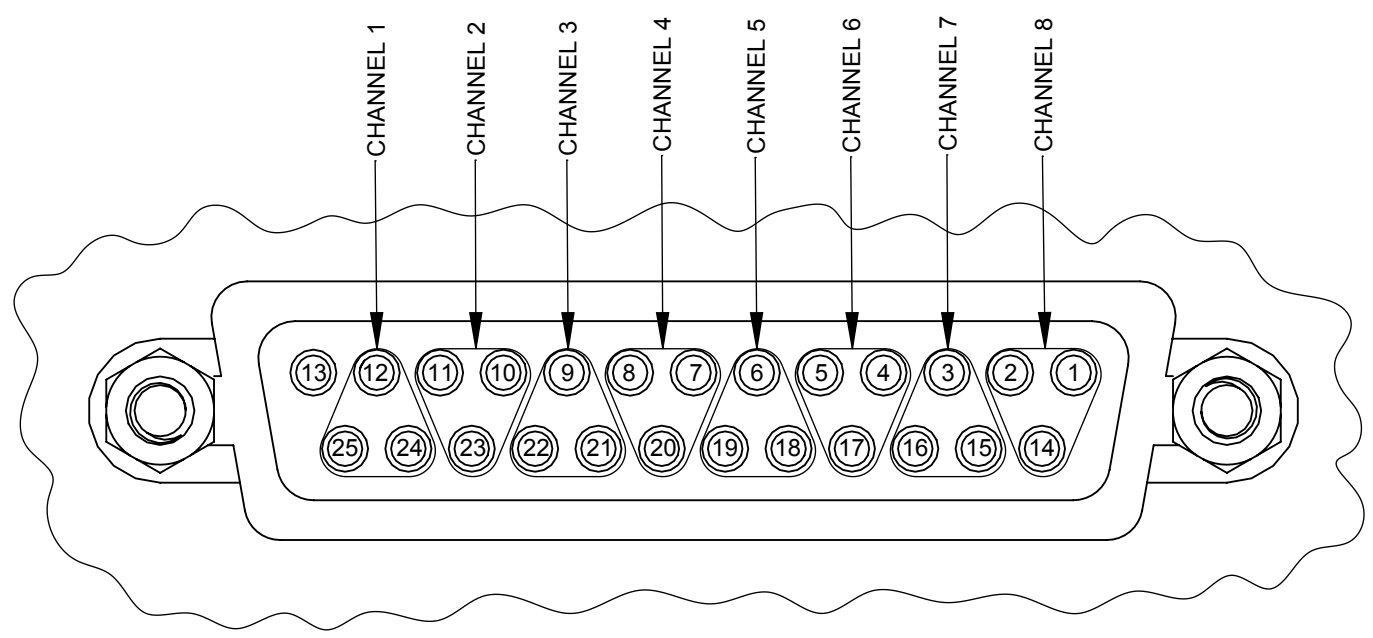 CHANNEL 1
CHANNEL 2
CHANNEL 3
CHANNEL 4
CHANNEL 5
CHANNEL 6
CHANNEL 7
CHANNEL 8
13 12 11 10 9 8 7 6 5 4 3 2 1
25 24 23 22 21 20 19 18 17 16 15 14